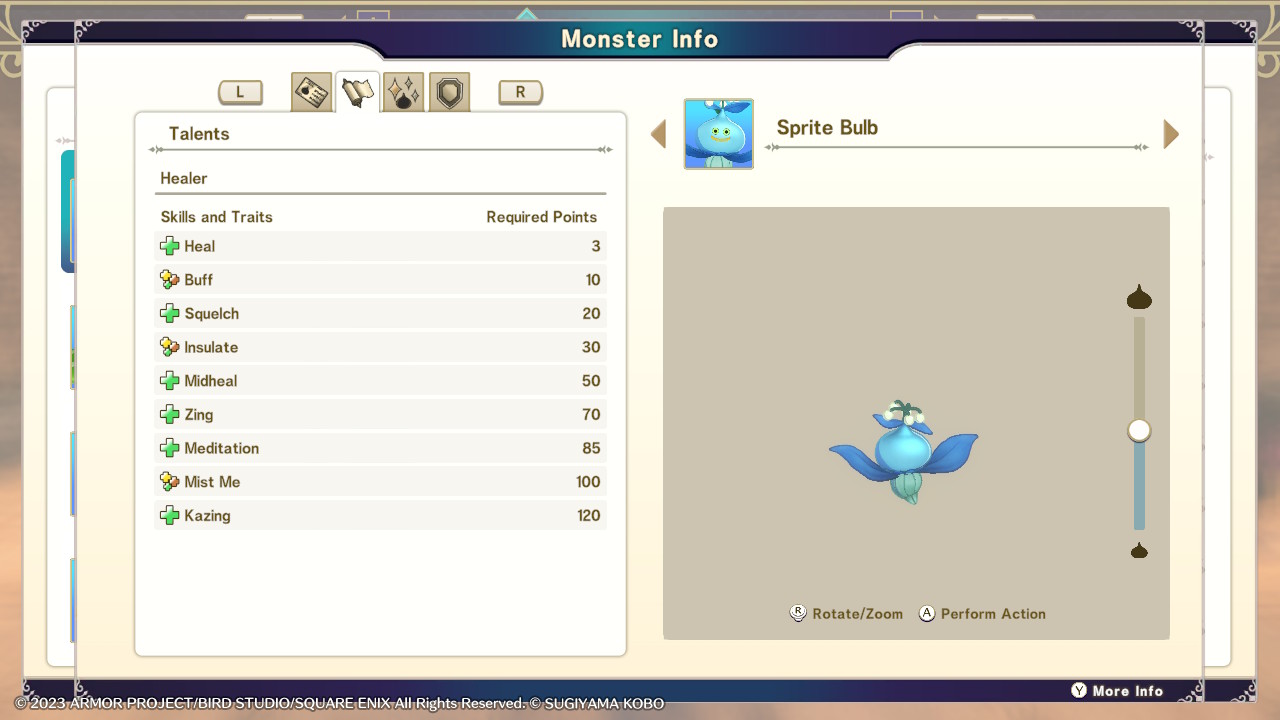 Monster Info
L
R
Talents
Healer
Skills and Traits Required Points
Heal 3
Buff 10
Squelch 20
Insulate 30
Midheal 50
Zing 70
Meditation 85
Mist Me 100
Kazing 120
Sprite Bulb
R Rotate/Zoom A Perform Action
Y More Info
© 2023 ARMOR PROJECT/BIRD STUDIO/SQUARE ENIX All Rights Reserved. © SUGIYAMA KOBO